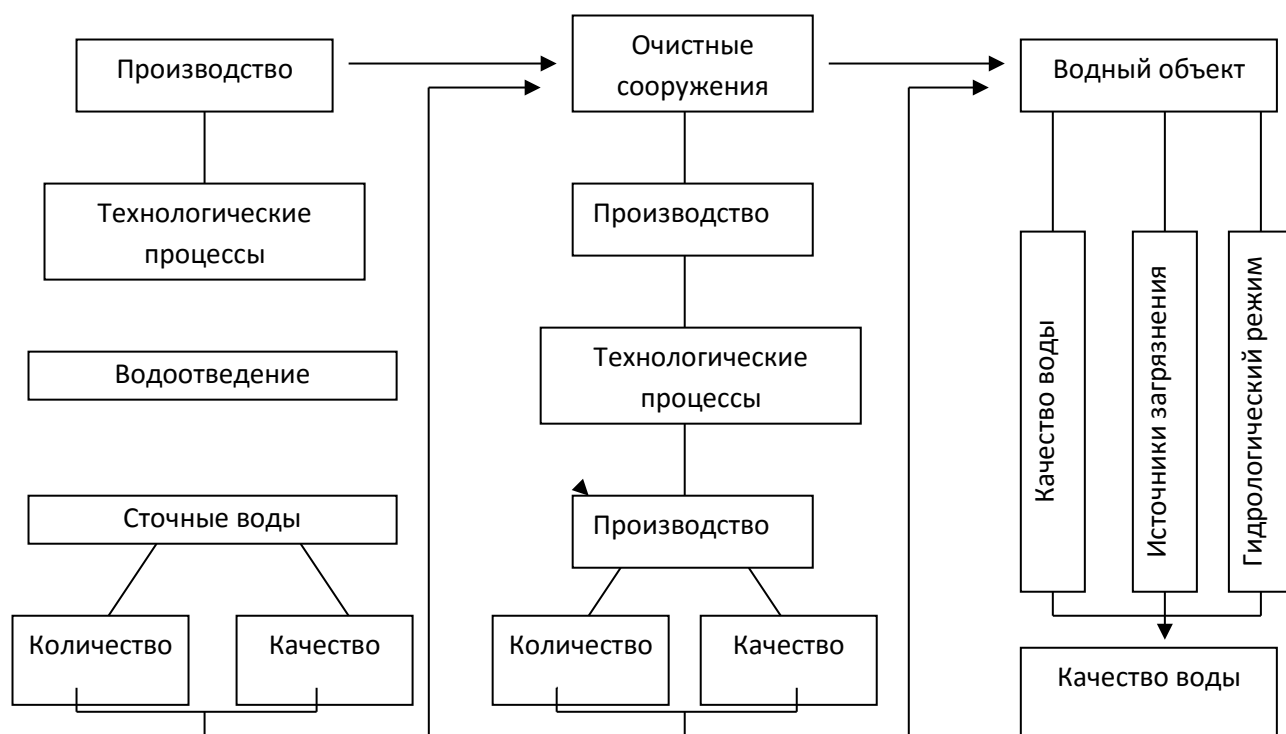 Производство
Очистные
сооружения
Водный объект
Технологические
процессы
Производство
Водоотведение
Технологические
процессы
Качество воды
Источники загрязнения
Гидрологический режим
Сточные воды
Производство
Количество
Качество
Количество
Качество
Качество воды